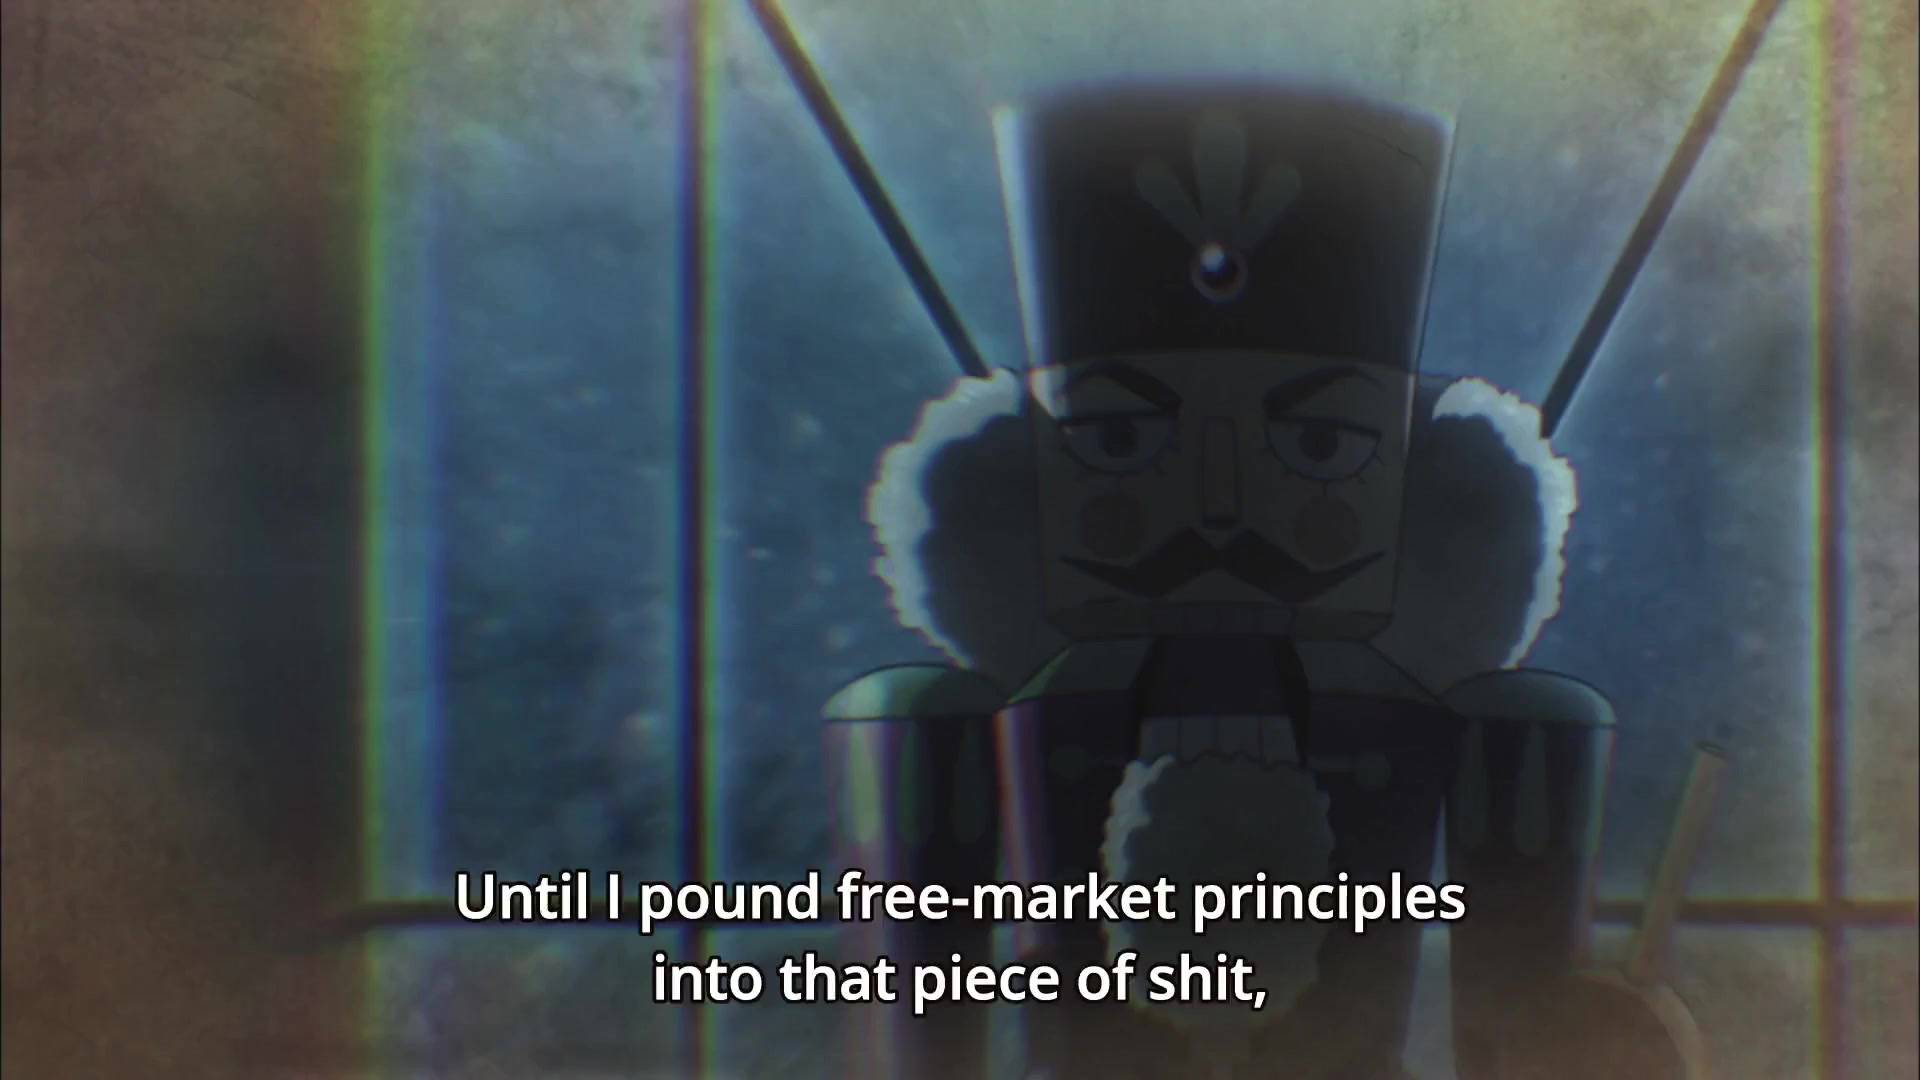 Until I pound free-market principles
into that piece of shit,